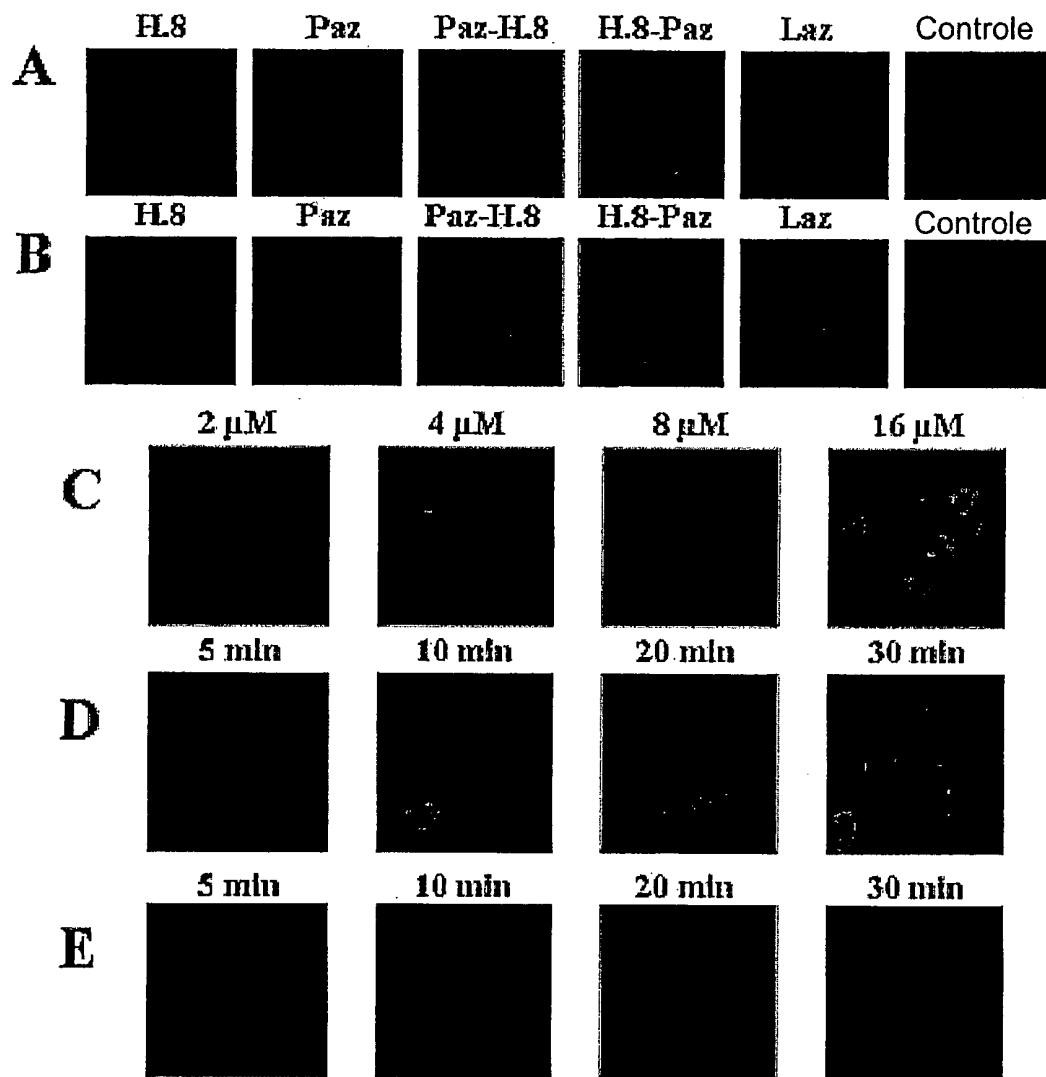 H.8 Paz Paz-H.8 H.8-Paz Laz Controle
A
H.8 Paz Paz-H.8 H.8-Paz Laz Controle
B
2 µM 4 µM 8 µM 16 µM
C
5 min 10 min 20 min 30 min
D
5 min 10 min 20 min 30 min
E